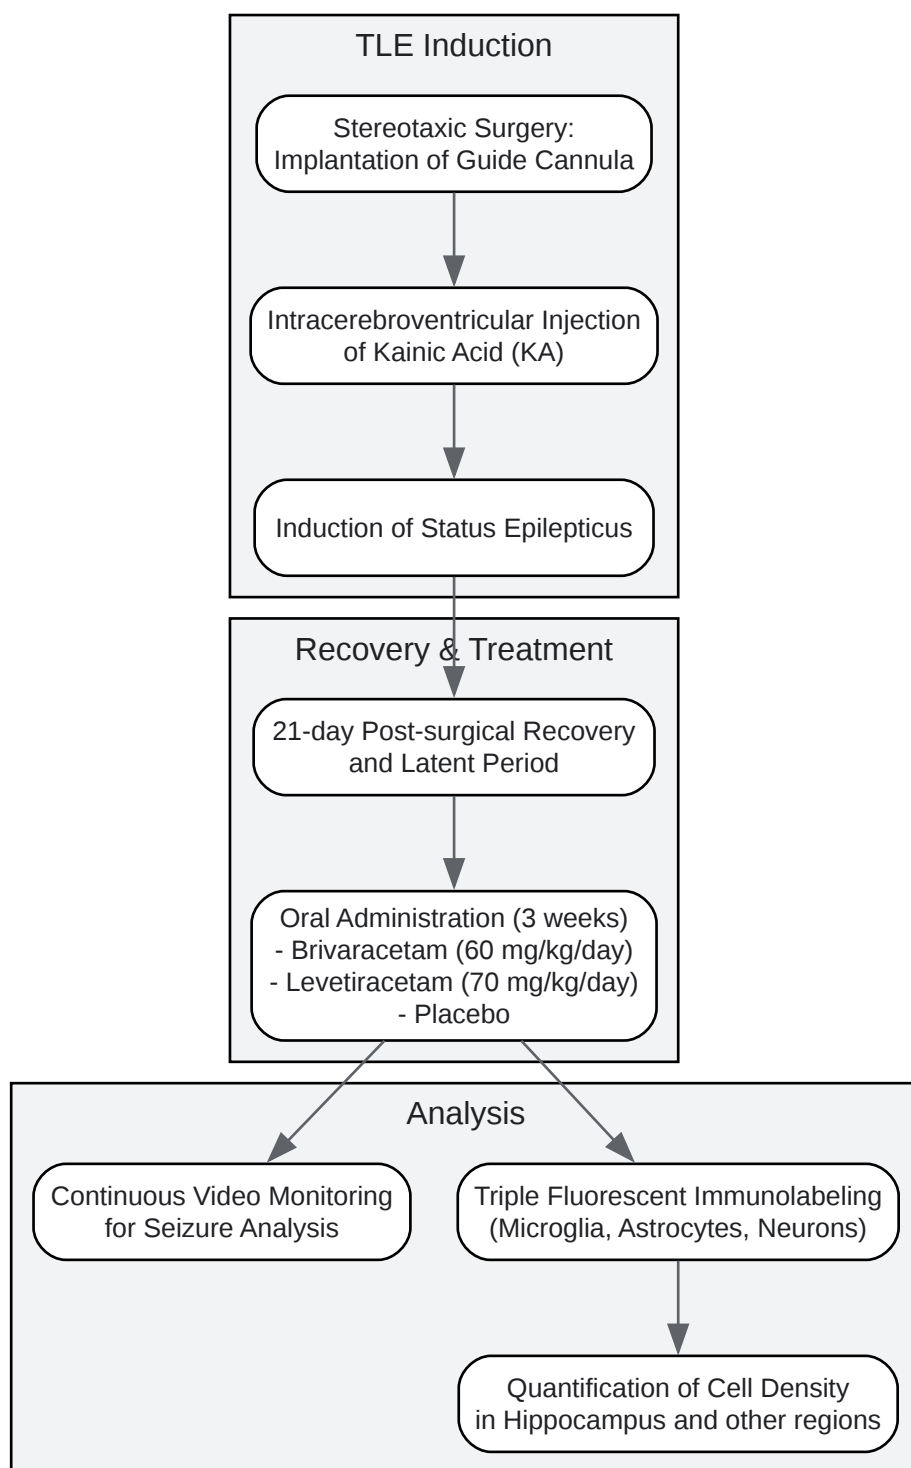 TLE Induction
Stereotaxic Surgery:
Implantation of Guide Cannula
Intracerebroventricular Injection
of Kainic Acid (KA)
Induction of Status Epilepticus
Recovery & Treatment
21-day Post-surgical Recovery
and Latent Period
Oral Administration (3 weeks)
- Brivaracetam (60 mg/kg/day)
- Levetiracetam (70 mg/kg/day)
- Placebo
Analysis
Continuous Video Monitoring
for Seizure Analysis
Triple Fluorescent Immunolabeling
(Microglia, Astrocytes, Neurons)
Quantification of Cell Density
in Hippocampus and other regions